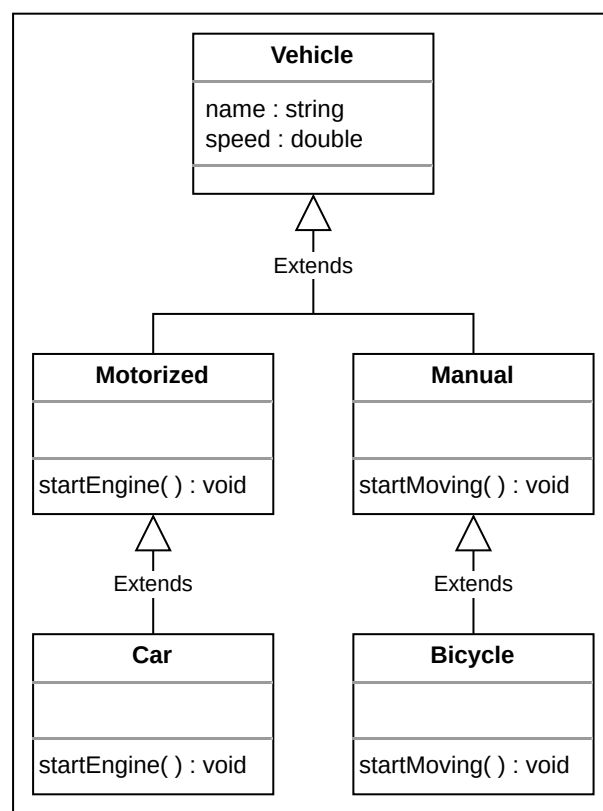 Vehicle
name : string
speed : double
Extends
Motorized
startEngine( ) : void
Manual
startMoving( ) : void
Extends
Extends
Car
startEngine( ) : void
Bicycle
startMoving( ) : void